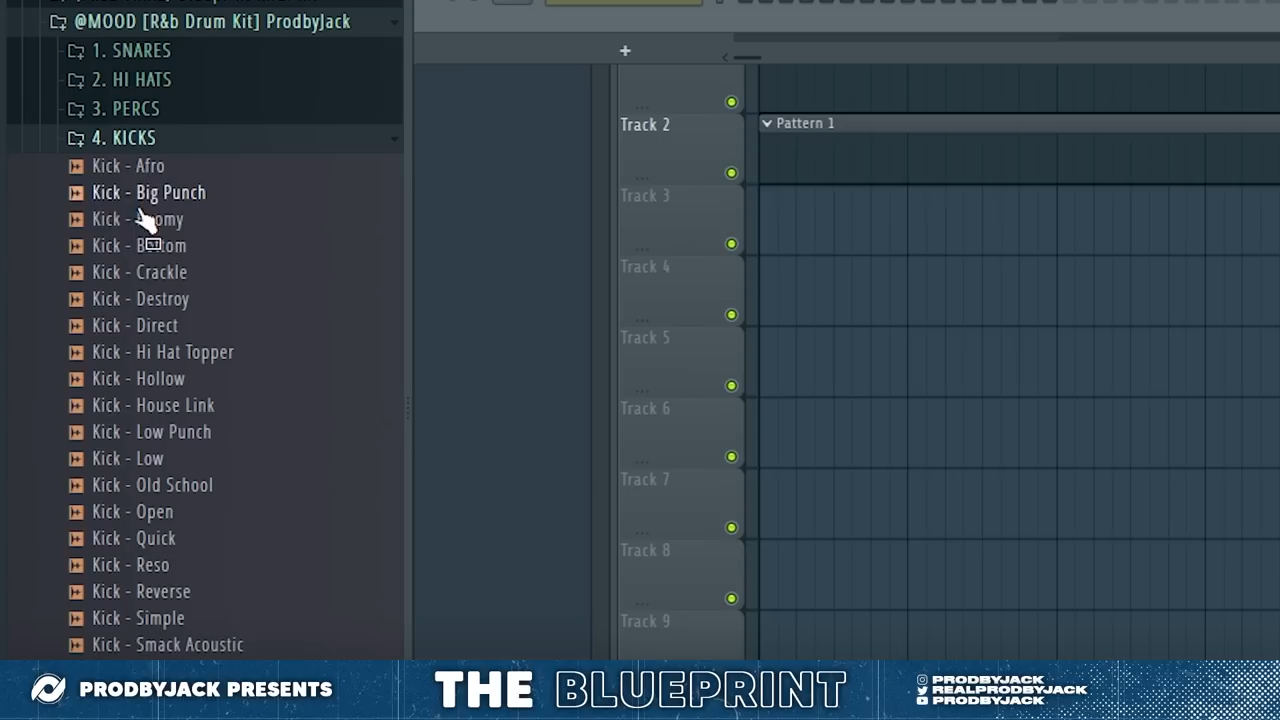 @MOOD [R&b Drum Kit] ProdbyJack
1. SNARES
2. HI HATS
3. PERCS
4. KICKS
Kick - Afro
Kick - Big Punch
Kick -
Kick -
Kick - Crackle
Kick - Destroy
Kick - Direct
Kick - Hi Hat Topper
Kick - Hollow
Kick - House Link
Kick - Low Punch
Kick - Low
Kick - Old School
Kick - Open
Kick - Quick
Kick - Reso
Kick - Reverse
Kick - Simple
Kick - Smack Acoustic
Track 2
Track 3
Track 4
Track 5
Track 6
Track 7
Track 8
Track 9
Pattern 1
PRODBYJACK PRESENTS
THE BLUEPRINT
PRODBYJACK
REALPRODBYJACK
PRODBYJACK